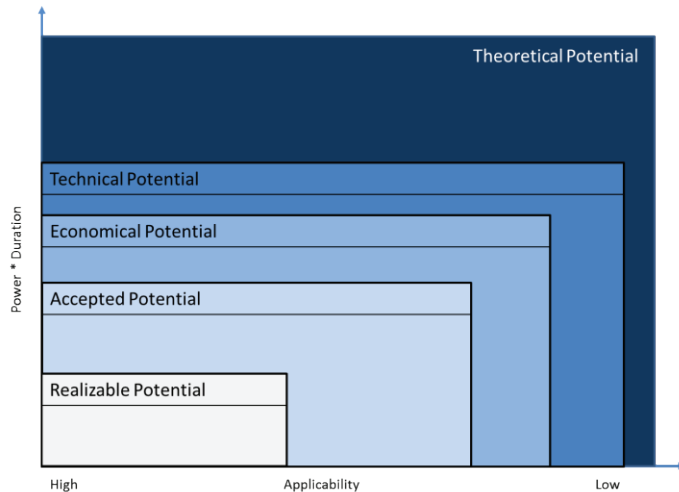 Theoretical Potential
Technical Potential
Economical Potential
Accepted Potential
Realizable Potential
Power * Duration
High Applicability Low